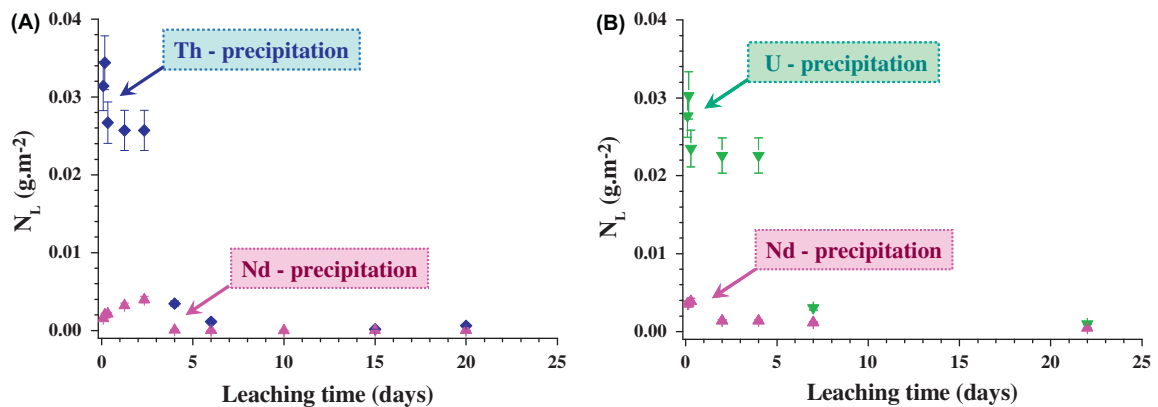 (A)
0.04
0.03
0.02
0.01
0.00
N_L (g.m⁻²)
Th - precipitation
Nd - precipitation
0 5 10 15 20 25
Leaching time (days)
(B)
0.04
0.03
0.02
0.01
0.00
N_L (g.m⁻²)
U - precipitation
Nd - precipitation
0 5 10 15 20 25
Leaching time (days)